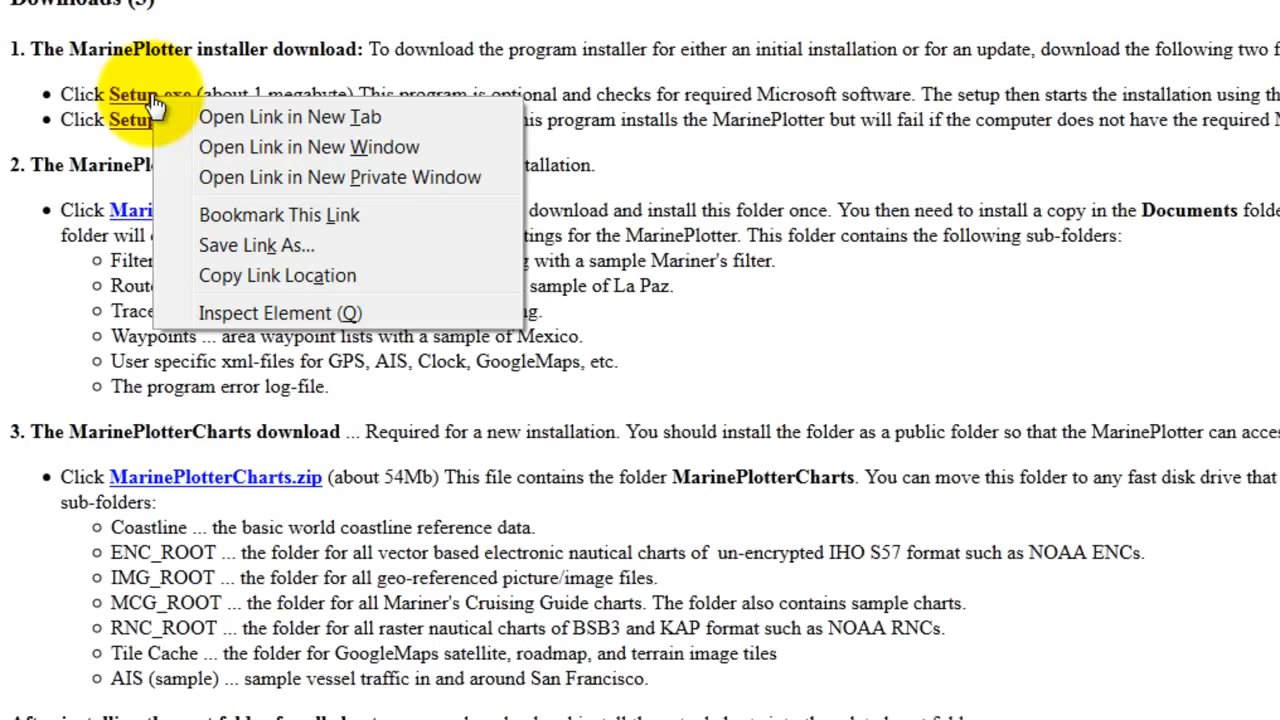 Downloads (3)
1. The MarinePlotter installer download: To download the program installer for either an initial installation or for an update, download the following two f
• Click Setup.exe (about 1 megabyte) This program is optional and checks for required Microsoft software. The setup then starts the installation using th
• Click Setup his program installs the MarinePlotter but will fail if the computer does not have the required M
Open Link in New Tab
Open Link in New Window
Open Link in New Private Window
Bookmark This Link
Save Link As...
Copy Link Location
Inspect Element (Q)
2. The MarinePl tallation.
• Click Mari download and install this folder once. You then need to install a copy in the Documents folde
folder will tings for the MarinePlotter. This folder contains the following sub-folders:
○ Filter with a sample Mariner's filter.
○ Route sample of La Paz.
○ Trace g.
○ Waypoints ... area waypoint lists with a sample of Mexico.
○ User specific xml-files for GPS, AIS, Clock, GoogleMaps, etc.
○ The program error log-file.
3. The MarinePlotterCharts download ... Required for a new installation. You should install the folder as a public folder so that the MarinePlotter can acces
• Click MarinePlotterCharts.zip (about 54Mb) This file contains the folder MarinePlotterCharts. You can move this folder to any fast disk drive that
sub-folders:
○ Coastline ... the basic world coastline reference data.
○ ENC_ROOT ... the folder for all vector based electronic nautical charts of un-encrypted IHO S57 format such as NOAA ENCs.
○ IMG_ROOT ... the folder for all geo-referenced picture/image files.
○ MCG_ROOT ... the folder for all Mariner's Cruising Guide charts. The folder also contains sample charts.
○ RNC_ROOT ... the folder for all raster nautical charts of BSB3 and KAP format such as NOAA RNCs.
○ Tile Cache ... the folder for GoogleMaps satellite, roadmap, and terrain image tiles
○ AIS (sample) ... sample vessel traffic in and around San Francisco.